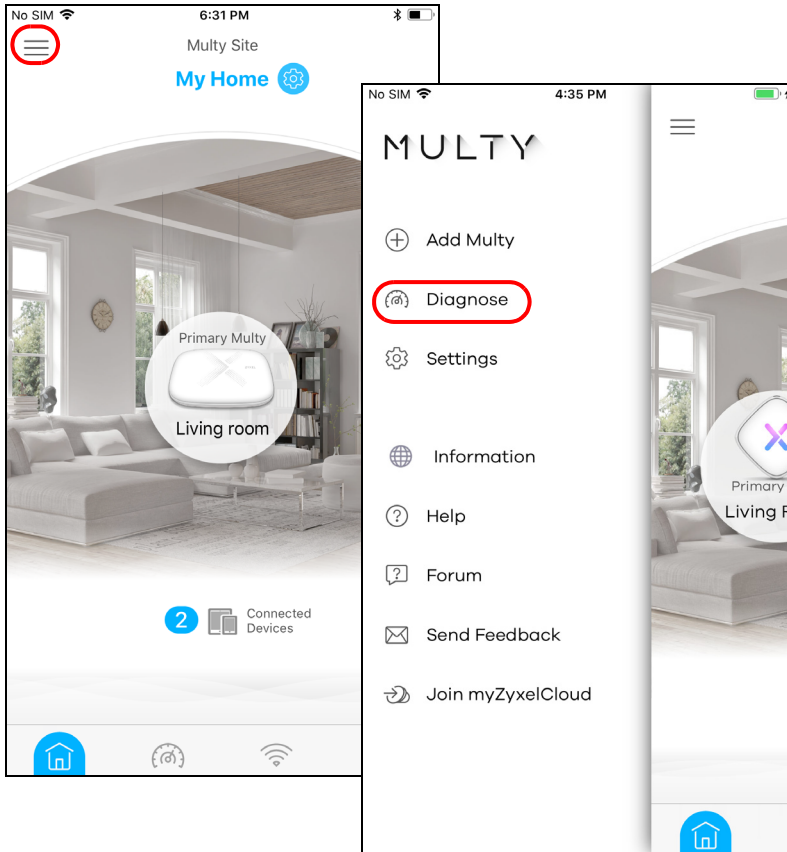 No SIM 6:31 PM
Multy Site
My Home
Primary Multy
Living room
2 Connected
Devices
No SIM 4:35 PM
MULTY
Add Multy
Diagnose
Settings
Information
Help
Forum
Send Feedback
Join myZyxelCloud
Primary
Living